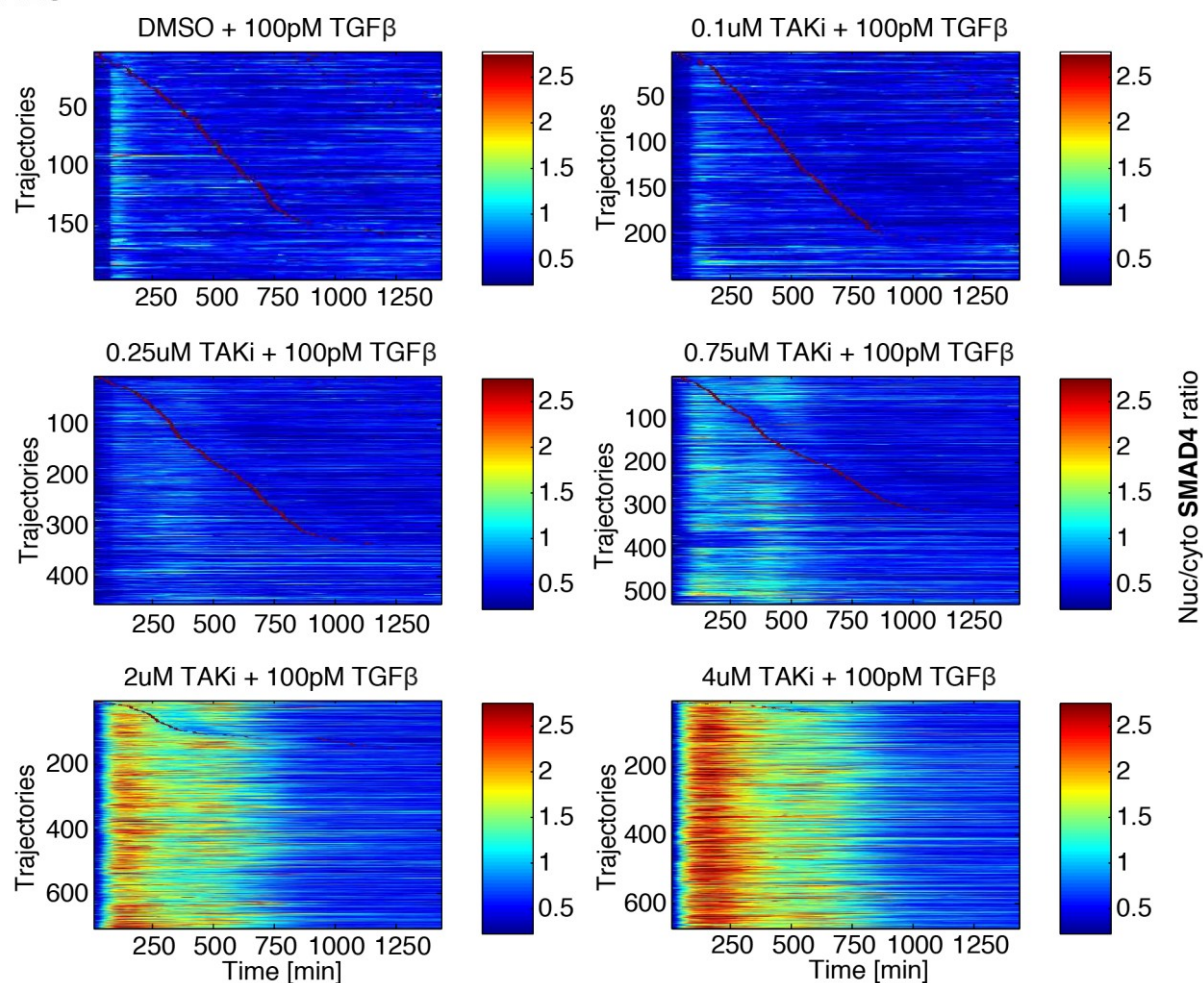 DMSO + 100pM TGFβ
Trajectories
50
100
150
250 500 750 1000 1250
2.5
2
1.5
1
0.5
0.1uM TAKi + 100pM TGFβ
Trajectories
50
100
150
200
250 500 750 1000 1250
2.5
2
1.5
1
0.5
0.25uM TAKi + 100pM TGFβ
Trajectories
100
200
300
400
250 500 750 1000 1250
2.5
2
1.5
1
0.5
0.75uM TAKi + 100pM TGFβ
Trajectories
100
200
300
400
500
250 500 750 1000 1250
2.5
2
1.5
1
0.5
Nuc/cyto SMAD4 ratio
2uM TAKi + 100pM TGFβ
Trajectories
200
400
600
250 500 750 1000 1250
Time [min]
2.5
2
1.5
1
0.5
4uM TAKi + 100pM TGFβ
Trajectories
200
400
600
250 500 750 1000 1250
Time [min]
2.5
2
1.5
1
0.5